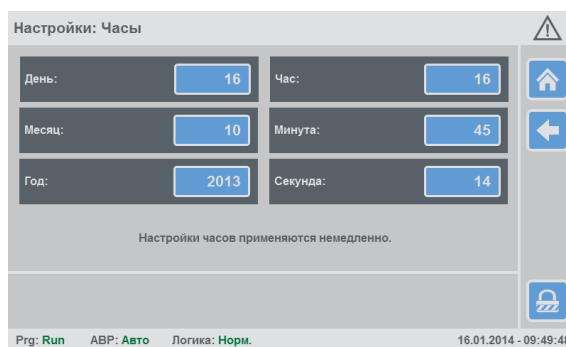 Настройки: Часы
День: 16 Час: 16
Месяц: 10 Минута: 45
Год: 2013 Секунда: 14
Настройки часов применяются немедленно.
Prg: Run АВР: Авто Логика: Норм. 16.01.2014 - 09:49:48